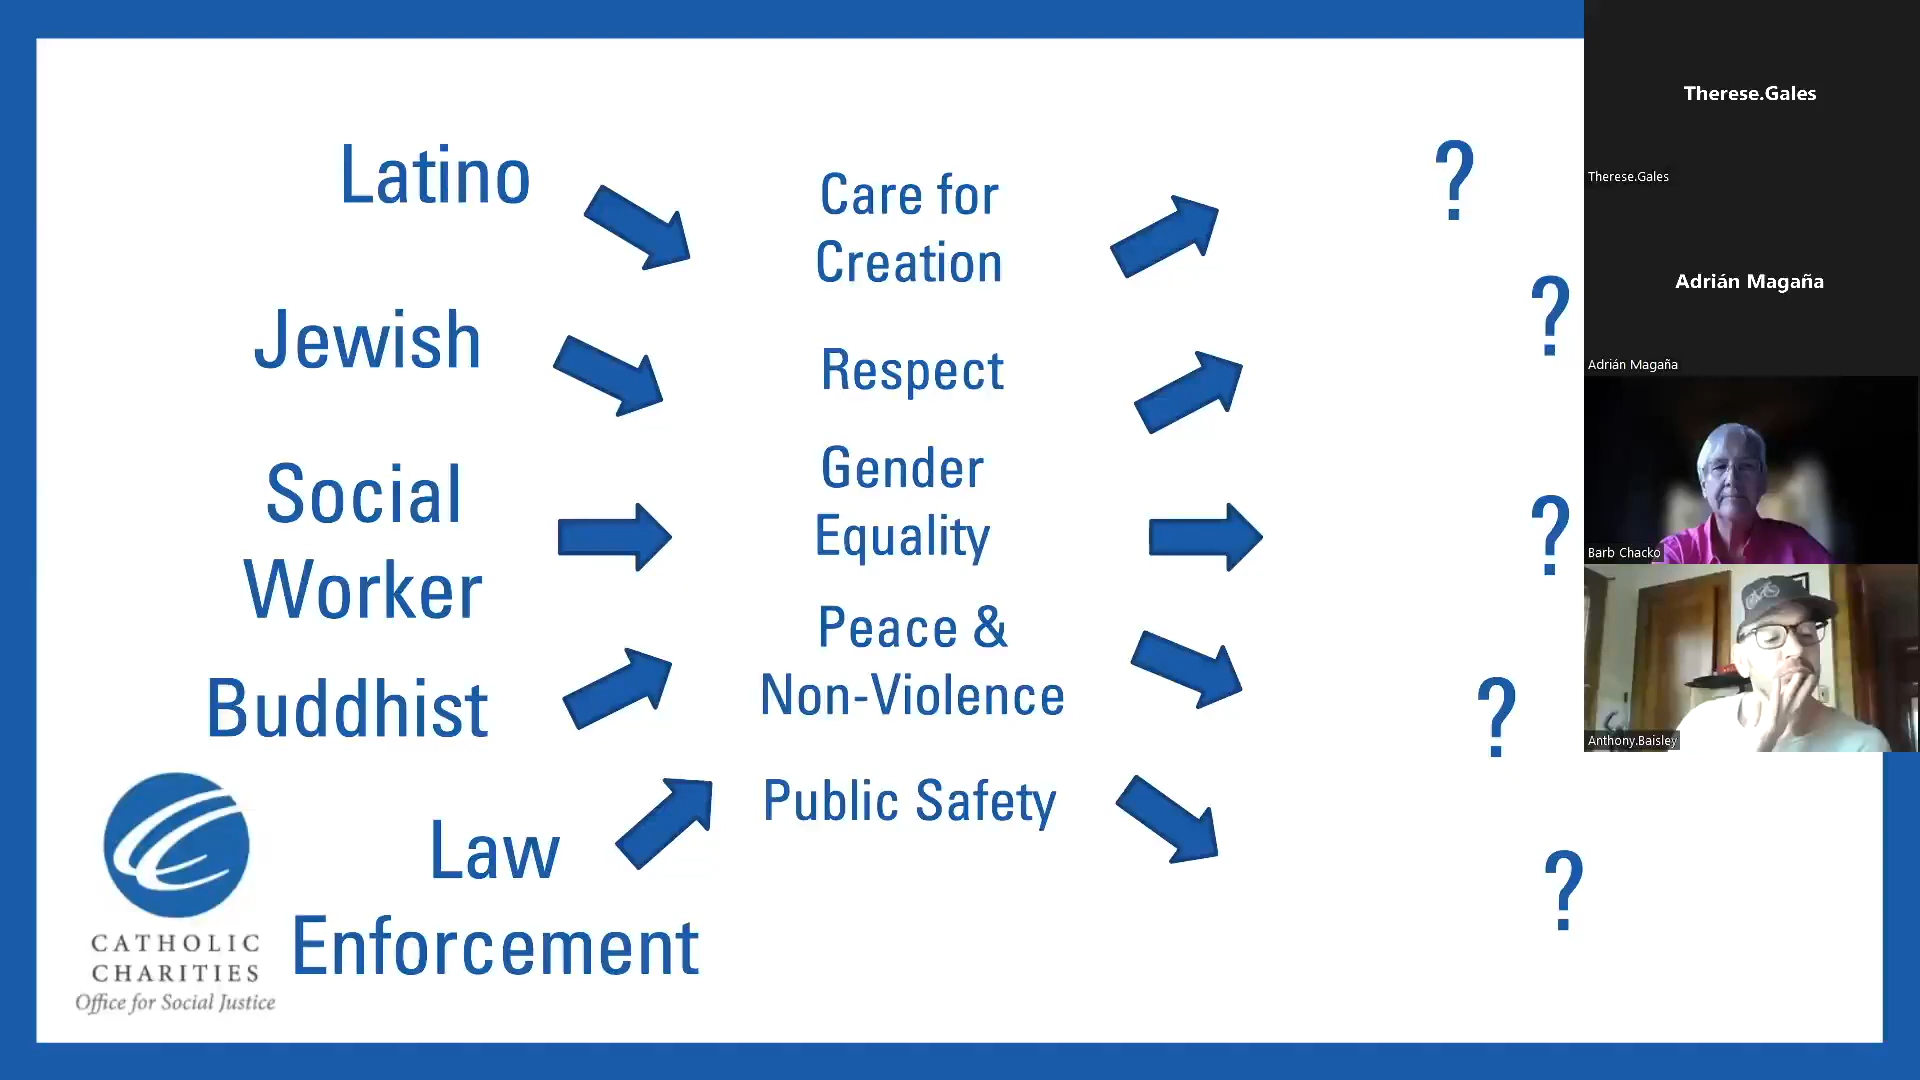 Latino
Jewish
Social
Worker
Buddhist
Law
Enforcement
Care for
Creation
Respect
Gender
Equality
Peace &
Non-Violence
Public Safety
?
?
?
?
?
CATHOLIC
CHARITIES
Office for Social Justice
Therese.Gales
Therese.Gales
Adrián Magaña
Adrián Magaña
Barb Chacko
Anthony.Baisley